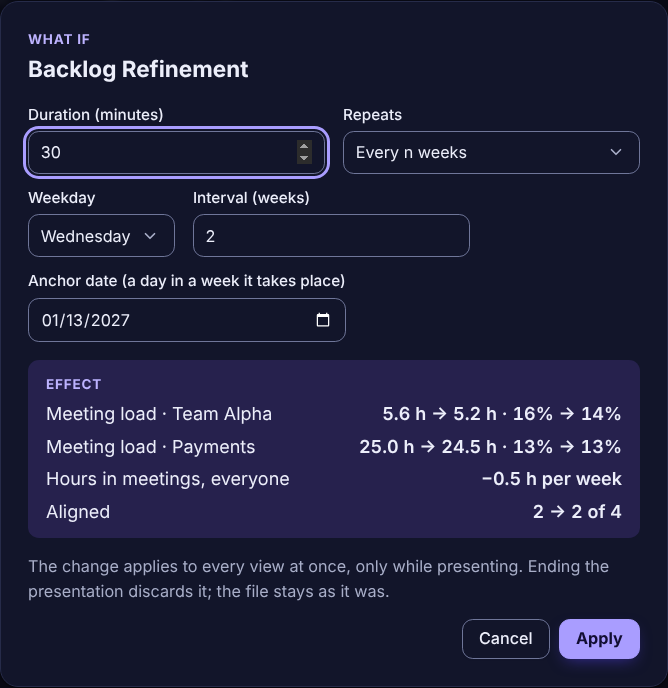 WHAT IF
Backlog Refinement
Duration (minutes)
30
Repeats
Every n weeks
Weekday
Wednesday
Interval (weeks)
2
Anchor date (a day in a week it takes place)
01/13/2027
EFFECT
Meeting load · Team Alpha 5.6 h → 5.2 h · 16% → 14%
Meeting load · Payments 25.0 h → 24.5 h · 13% → 13%
Hours in meetings, everyone −0.5 h per week
Aligned 2 → 2 of 4
The change applies to every view at once, only while presenting. Ending the
presentation discards it; the file stays as it was.
Cancel
Apply